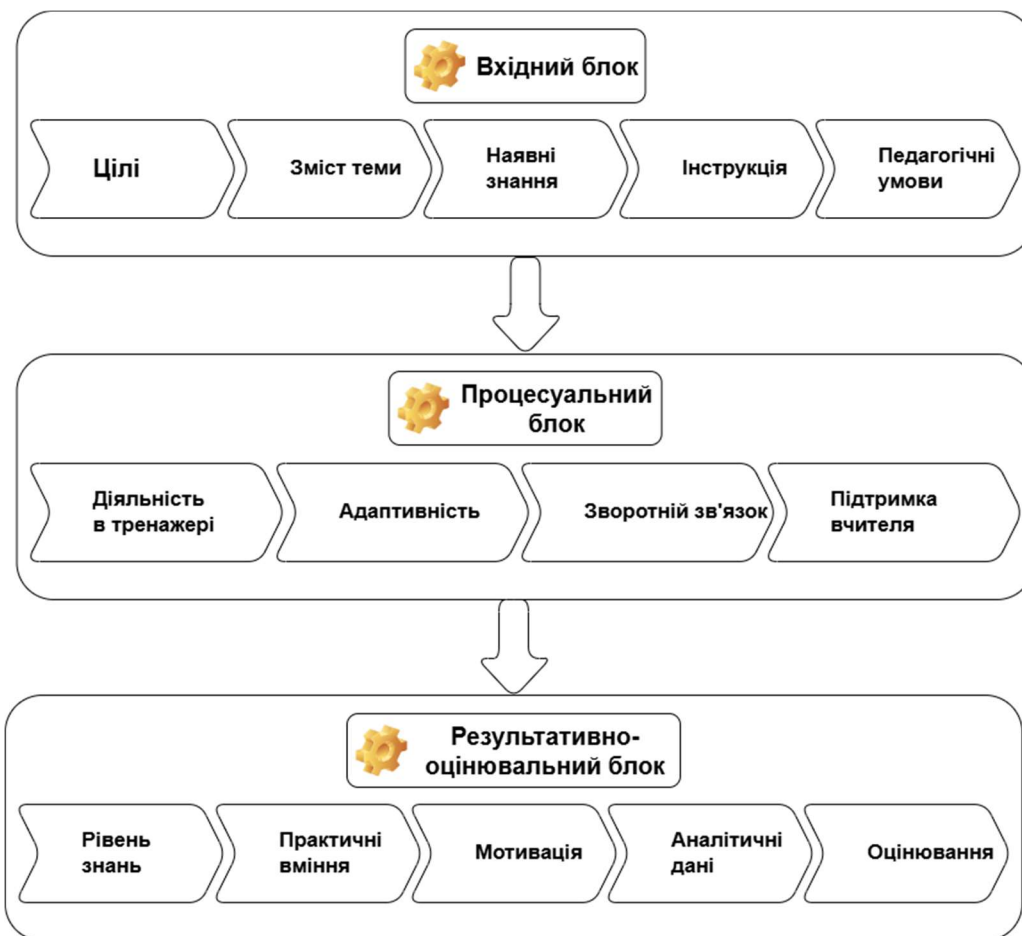 Вхідний блок
Цілі
Зміст теми
Наявні
знання
Інструкція
Педагогічні
умови
Процесуальний
блок
Діяльність
в тренажері
Адаптивність
Зворотній зв'язок
Підтримка
вчителя
Результативно-
оцінювальний блок
Рівень
знань
Практичні
вміння
Мотивація
Аналітичні
дані
Оцінювання